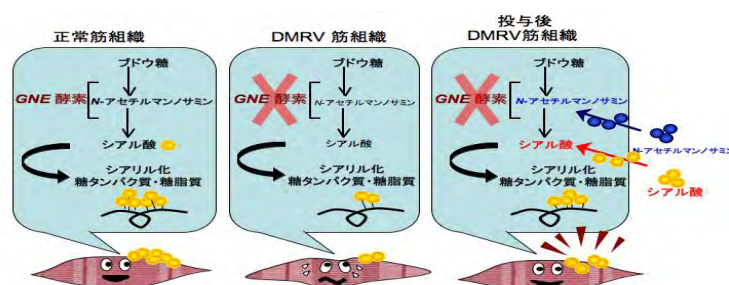 正常筋組織
ブドウ糖
GNE 酵素
N-アセチルマンノサミン
シアル酸
シアリル化
糖タンパク質・糖脂質
DMRV 筋組織
ブドウ糖
GNE 酵素
N-アセチルマンノサミン
シアル酸
シアリル化
糖タンパク質・糖脂質
投与後
DMRV筋組織
ブドウ糖
GNE 酵素
N-アセチルマンノサミン
シアル酸
シアリル化
糖タンパク質・糖脂質
N-アセチルマンノサミン
シアル酸